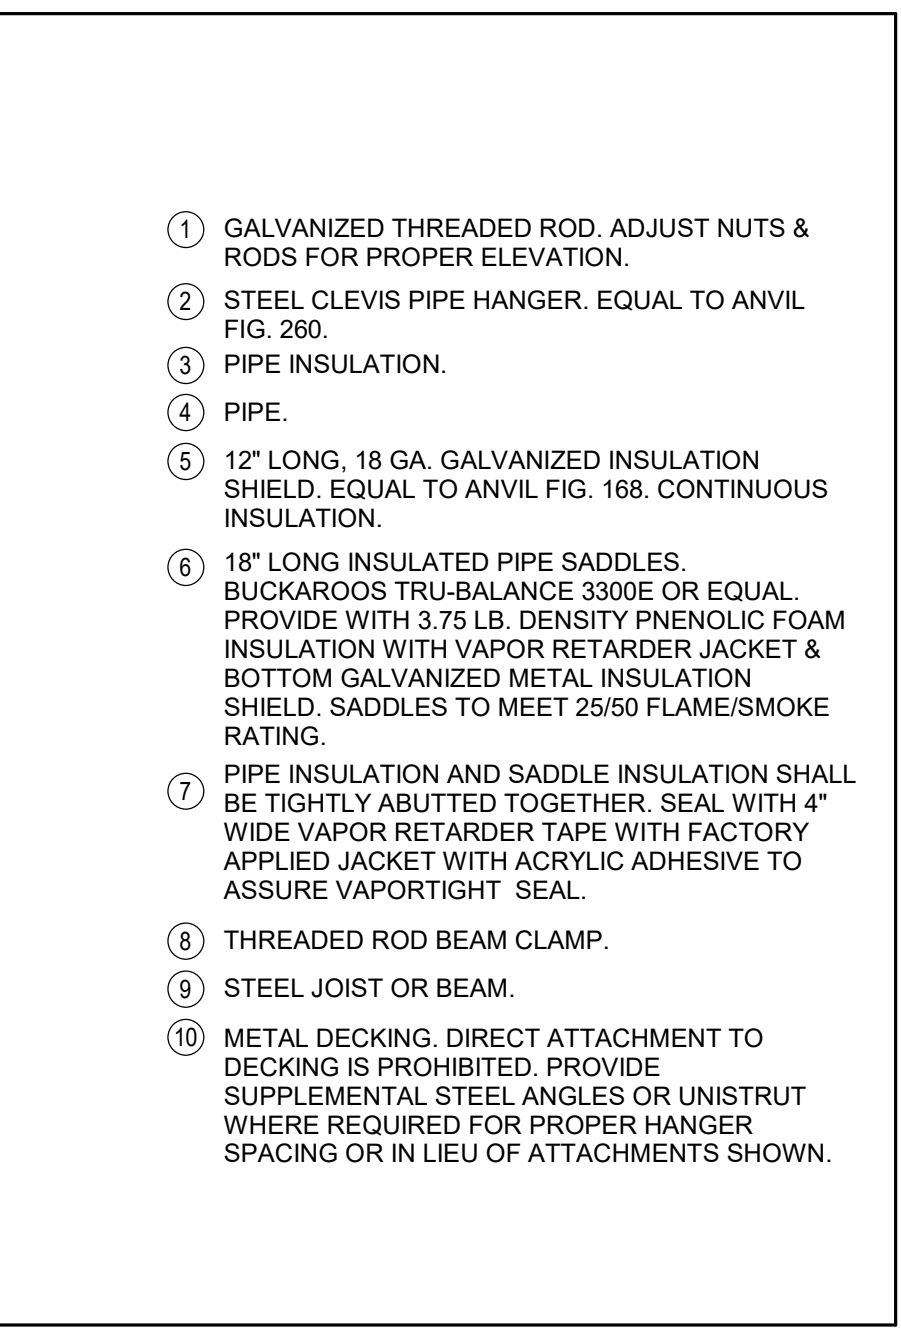 1 GALVANIZED THREADED ROD. ADJUST NUTS &
RODS FOR PROPER ELEVATION.
2 STEEL CLEVIS PIPE HANGER. EQUAL TO ANVIL
FIG. 260.
3 PIPE INSULATION.
4 PIPE.
5 12" LONG, 18 GA. GALVANIZED INSULATION
SHIELD. EQUAL TO ANVIL FIG. 168. CONTINUOUS
INSULATION.
6 18" LONG INSULATED PIPE SADDLES.
BUCKAROOS TRU-BALANCE 3300E OR EQUAL.
PROVIDE WITH 3.75 LB. DENSITY PNENOLIC FOAM
INSULATION WITH VAPOR RETARDER JACKET &
BOTTOM GALVANIZED METAL INSULATION
SHIELD. SADDLES TO MEET 25/50 FLAME/SMOKE
RATING.
7 PIPE INSULATION AND SADDLE INSULATION SHALL
BE TIGHTLY ABUTTED TOGETHER. SEAL WITH 4"
WIDE VAPOR RETARDER TAPE WITH FACTORY
APPLIED JACKET WITH ACRYLIC ADHESIVE TO
ASSURE VAPORTIGHT SEAL.
8 THREADED ROD BEAM CLAMP.
9 STEEL JOIST OR BEAM.
10 METAL DECKING. DIRECT ATTACHMENT TO
DECKING IS PROHIBITED. PROVIDE
SUPPLEMENTAL STEEL ANGLES OR UNISTRUT
WHERE REQUIRED FOR PROPER HANGER
SPACING OR IN LIEU OF ATTACHMENTS SHOWN.